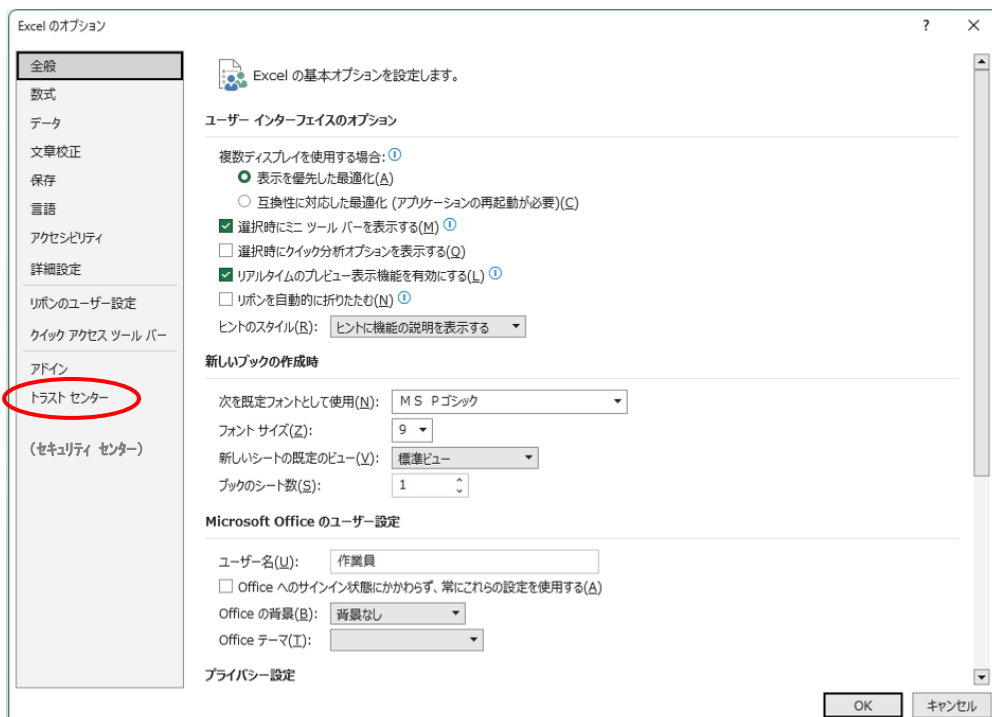 Excel のオプション
?
全般
数式
データ
文章校正
保存
言語
アクセシビリティ
詳細設定
リボンのユーザー設定
クイック アクセス ツール バー
アドイン
トラスト センター
(セキュリティ センター)
Excel の基本オプションを設定します。
ユーザー インターフェイスのオプション
複数ディスプレイを使用する場合:
表示を優先した最適化(A)
互換性に対応した最適化 (アプリケーションの再起動が必要)(C)
選択時にミニ ツール バーを表示する(M)
選択時にクイック分析オプションを表示する(Q)
リアルタイムのプレビュー表示機能を有効にする(L)
リボンを自動的に折りたたむ(N)
ヒントのスタイル(R): ヒントに機能の説明を表示する
新しいブックの作成時
次を既定フォントとして使用(N): ＭＳ Ｐゴシック
フォント サイズ(Z): 9
新しいシートの既定のビュー(V): 標準ビュー
ブックのシート数(S): 1
Microsoft Office のユーザー設定
ユーザー名(U): 作業員
Office へのサインイン状態にかかわらず、常にこれらの設定を使用する(A)
Office の背景(B): 背景なし
Office テーマ(T):
プライバシー設定
OK キャンセル